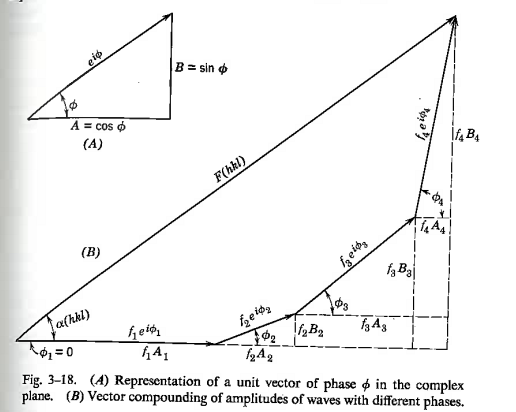 e^{iϕ}
B = sin ϕ
ϕ
A = cos ϕ
(A)
f₄e^{iϕ₄}
f₄B₄
F(hkl)
ϕ₄
f₄A₄
(B)
f₃e^{iϕ₃}
f₃B₃
α(hkl)
f₂e^{iϕ₂}
ϕ₃
f₁e^{iϕ₁}
ϕ₂
f₂B₂
f₃A₃
ϕ₁ = 0
f₁A₁
f₂A₂
Fig. 3–18. (A) Representation of a unit vector of phase ϕ in the complex
plane. (B) Vector compounding of amplitudes of waves with different phases.